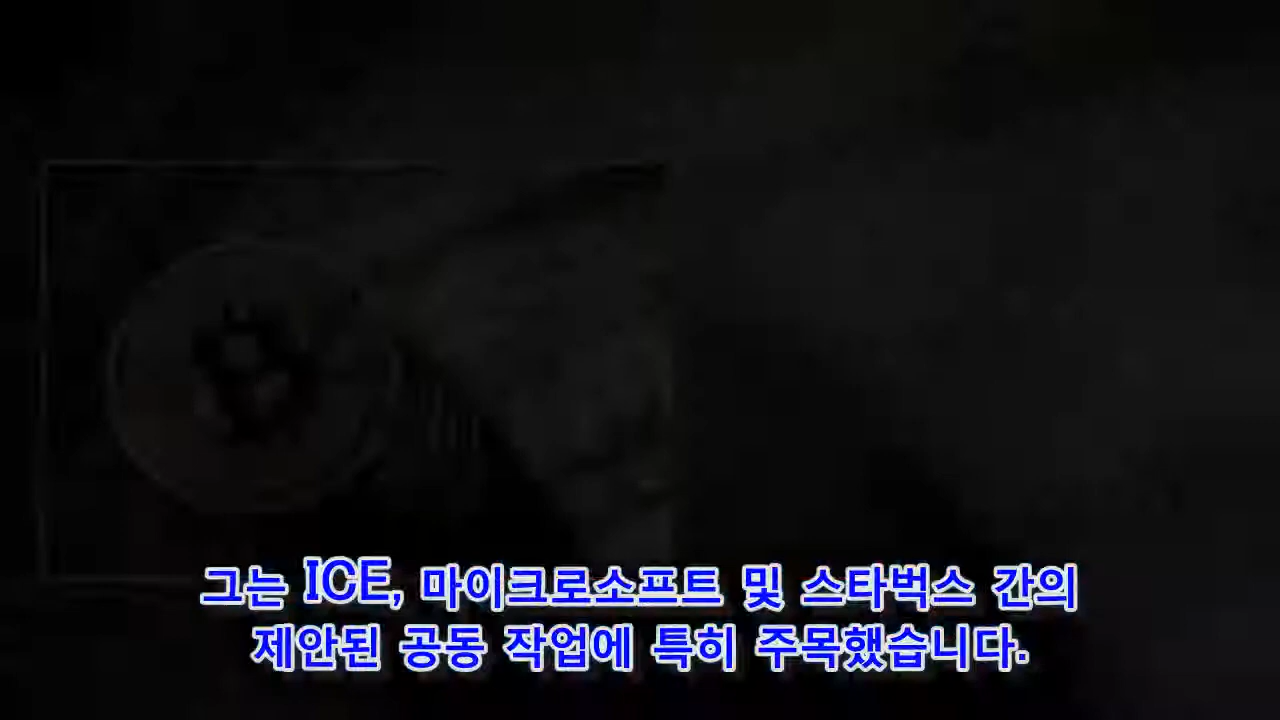 그는 ICE, 마이크로소프트 및 스타벅스 간의
제안된 공동 작업에 특히 주목했습니다.